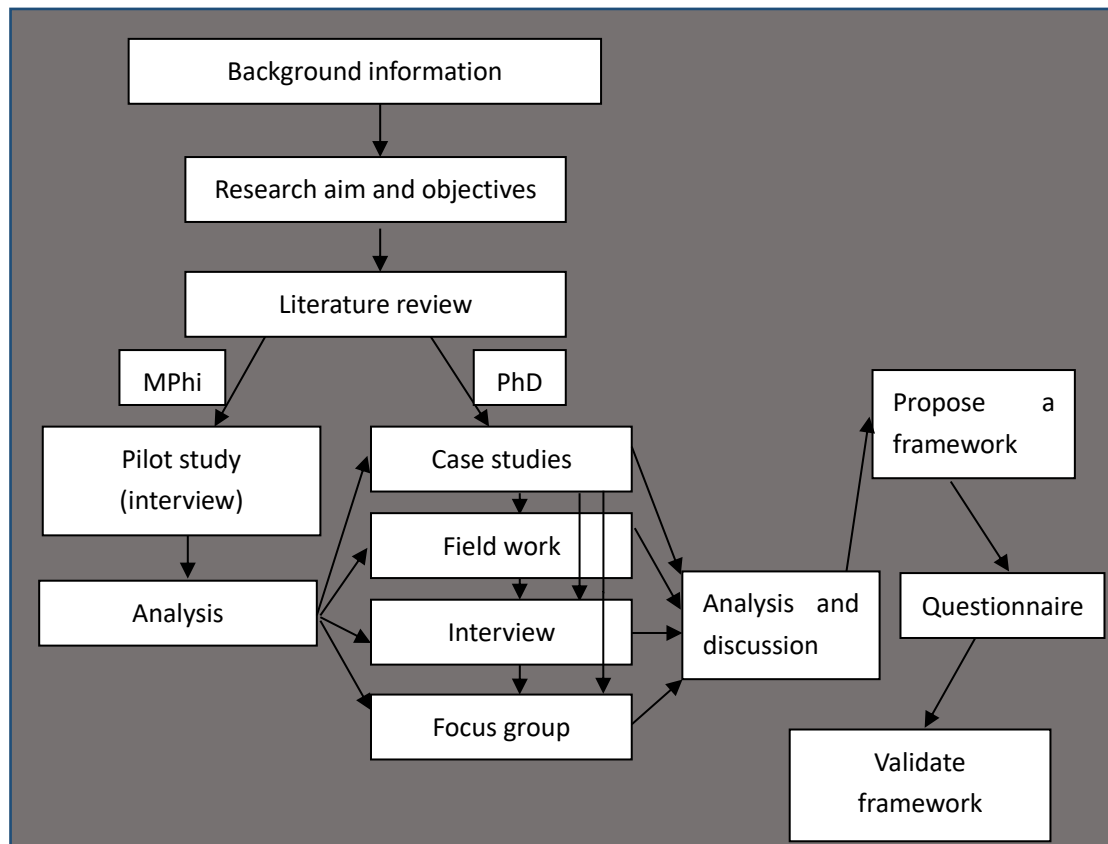 Background information
Research aim and objectives
Literature review
MPhi
PhD
Pilot study
(interview)
Analysis
Case studies
Field work
Interview
Focus group
Analysis and
discussion
Propose a
framework
Questionnaire
Validate
framework